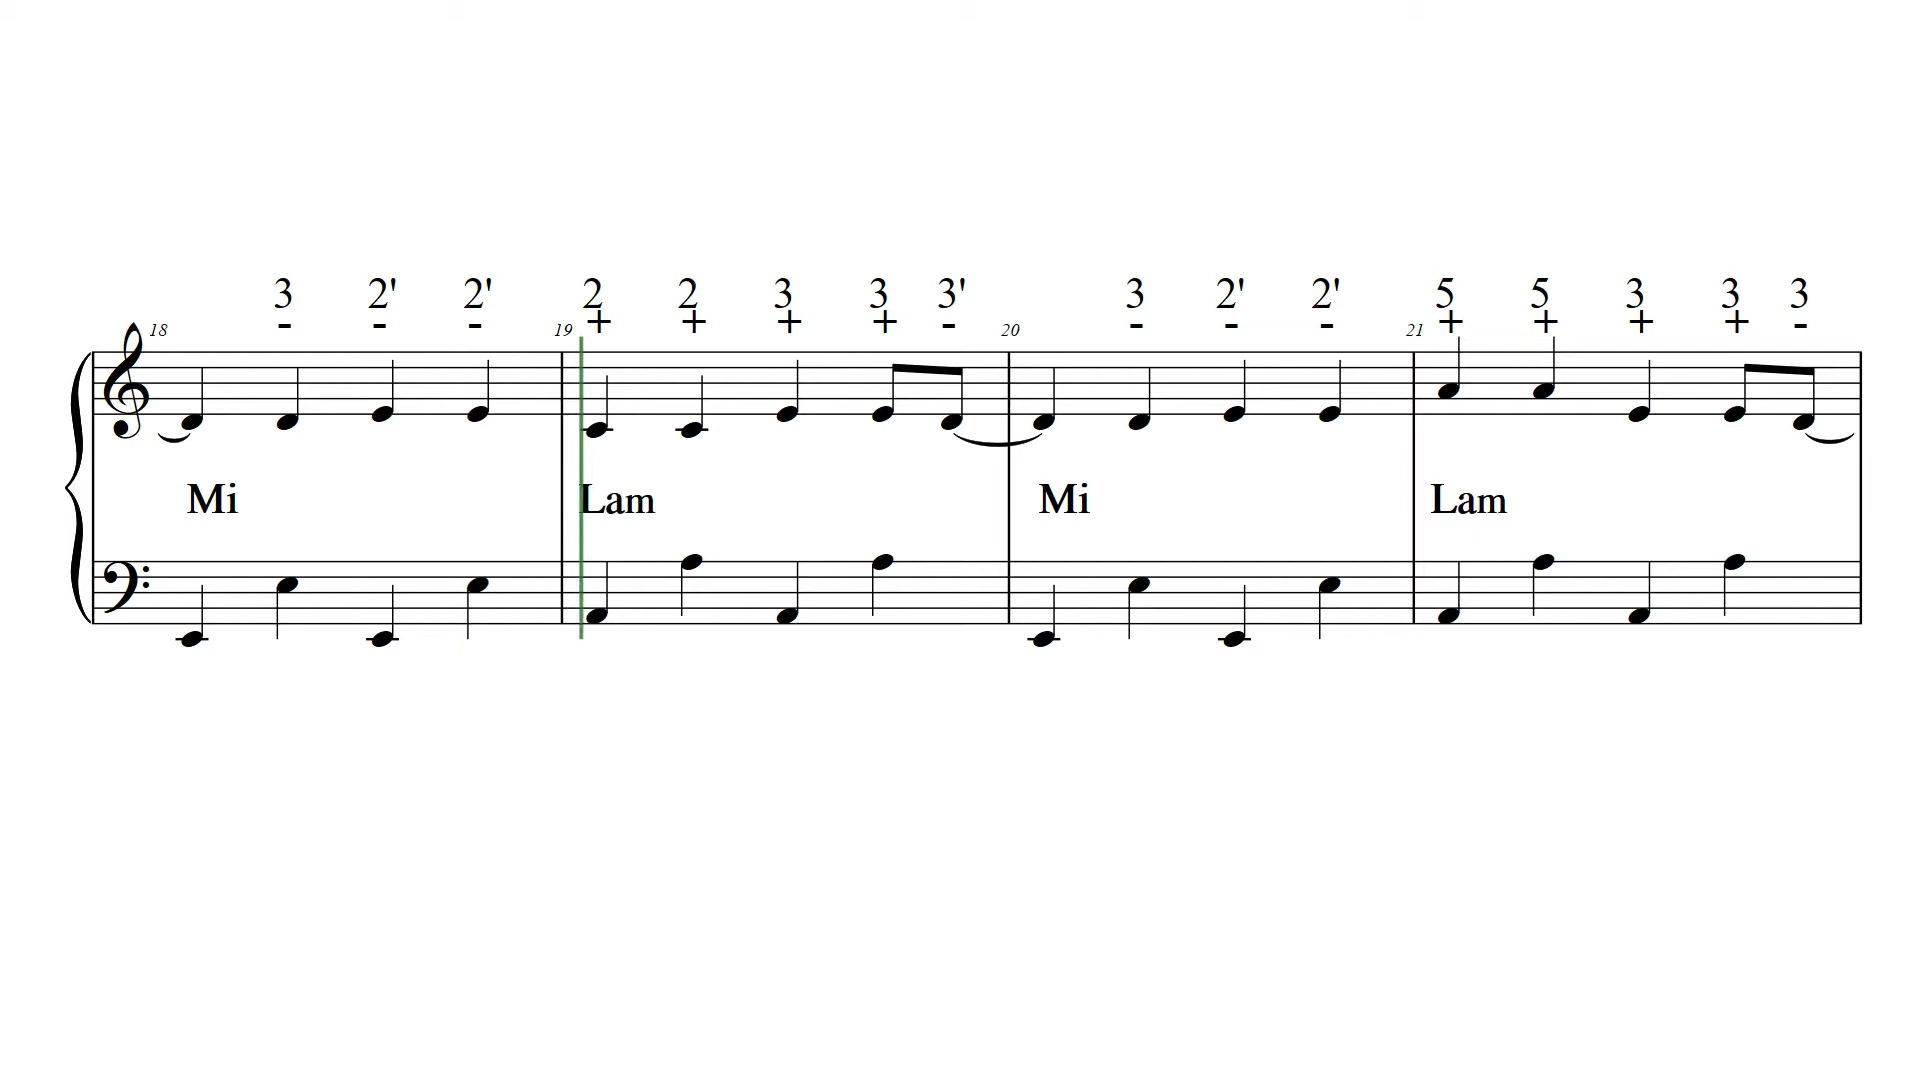 3 2' 2' 2 2 3 3 3' 3 2' 2' 5 5 3 3 3
- - - + + + + - - - - + + + + -
18 19 20 21
Mi Lam Mi Lam